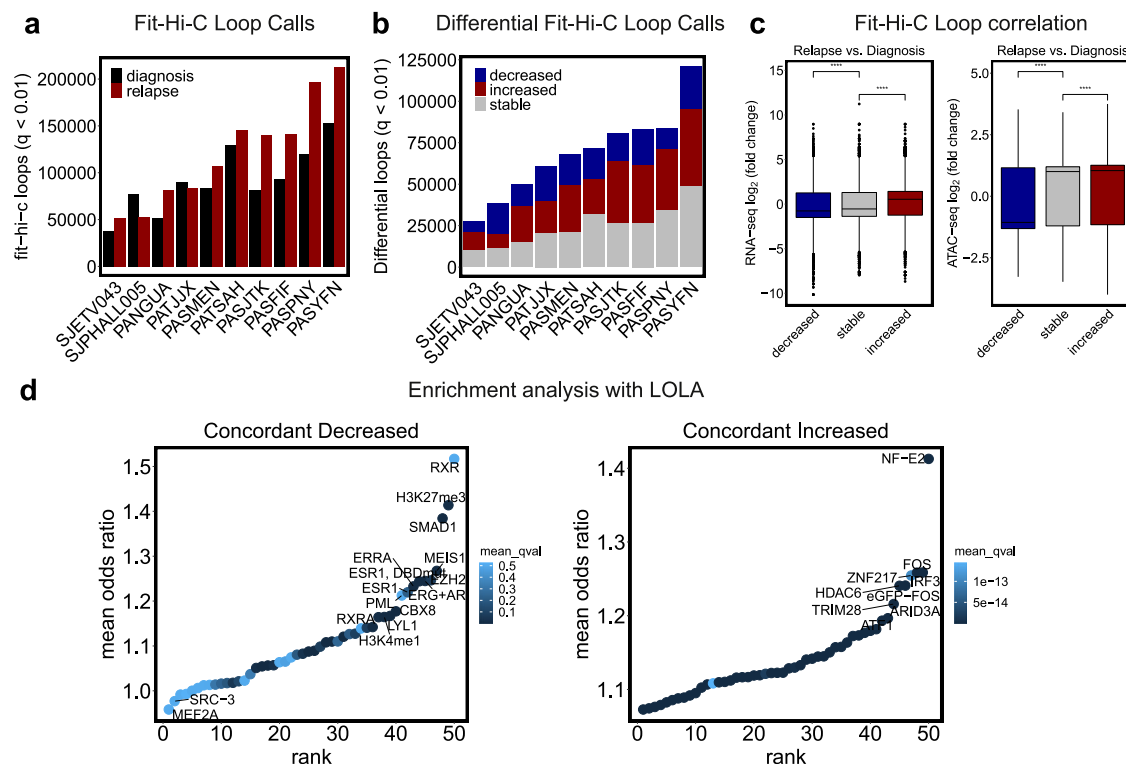 a
Fit-Hi-C Loop Calls
fit−hi−c loops (q < 0.01)
200000
150000
100000
50000
0
diagnosis
relapse
SJETV043
SJPHALL005
PANGUA
PATJJX
PASMEN
PATSAH
PASJTK
PASFIF
PASPNY
PASYFN
b
Differential Fit-Hi-C Loop Calls
Differential loops (q < 0.01)
125000
100000
75000
50000
25000
0
decreased
increased
stable
SJETV043
SJPHALL005
PANGUA
PATJJX
PASMEN
PATSAH
PASJTK
PASFIF
PASPNY
PASYFN
c
Fit-Hi-C Loop correlation
Relapse vs. Diagnosis
RNA−seq log2 (fold change)
15
10
5
0
−5
−10
****
****
decreased
stable
increased
Relapse vs. Diagnosis
ATAC−seq log2 (fold change)
5.0
2.5
0.0
−2.5
****
****
decreased
stable
increased
d
Enrichment analysis with LOLA
Concordant Decreased
mean odds ratio
1.5
1.4
1.3
1.2
1.1
1.0
RXR
H3K27me3
SMAD1
ERRA
MEIS1
ESR1, DBDmut
EZH2
ESR1
ERG+AR
PML
CBX8
RXRA
LYL1
H3K4me1
SRC−3
MEF2A
0 10 20 30 40 50
rank
mean_qval
0.5
0.4
0.3
0.2
0.1
Concordant Increased
mean odds ratio
1.4
1.3
1.2
1.1
NF−E2
FOS
ZNF217
IRF3
HDAC6
eGFP−FOS
TRIM28
ARID3A
ATF1
0 10 20 30 40 50
rank
mean_qval
1e−13
5e−14